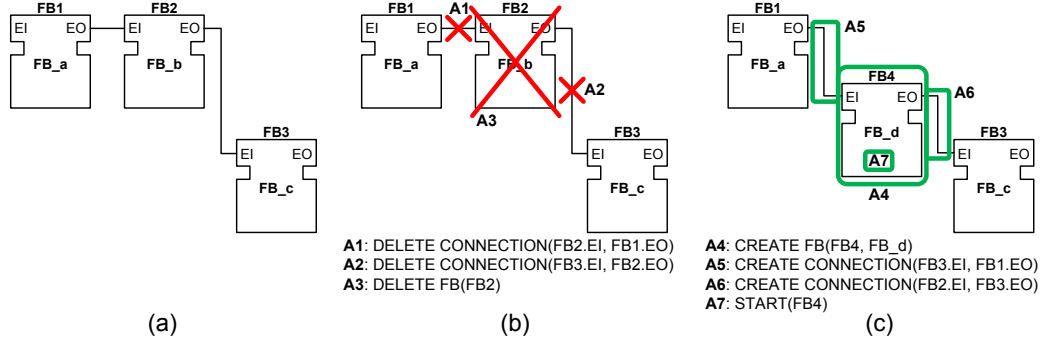 FB1
EI EO
FB_a
FB2
EI EO
FB_b
FB3
EI EO
FB_c
(a)
FB1
EI EO
FB_a
A1
FB2
EI EO
FB_b
A2
A3
FB3
EI EO
FB_c
A1: DELETE CONNECTION(FB2.EI, FB1.EO)
A2: DELETE CONNECTION(FB3.EI, FB2.EO)
A3: DELETE FB(FB2)
(b)
FB1
EI EO
FB_a
A5
FB4
EI EO
FB_d
A7
A4
A6
FB3
EI EO
FB_c
A4: CREATE FB(FB4, FB_d)
A5: CREATE CONNECTION(FB3.EI, FB1.EO)
A6: CREATE CONNECTION(FB2.EI, FB3.EO)
A7: START(FB4)
(c)